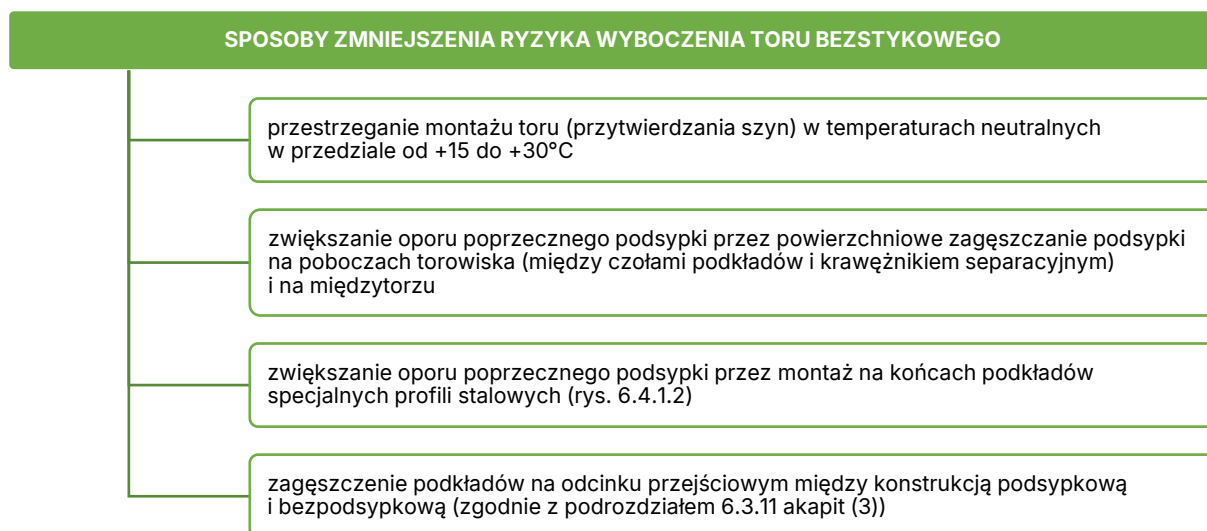 SPOSOBY ZMNIEJSZENIA RYZYKA WYBOCZENIA TORU BEZSTYKOWEGO
przestrzeganie montażu toru (przytwierdzania szyn) w temperaturach neutralnych
w przedziale od +15 do +30°C
zwiększanie oporu poprzecznego podsypki przez powierzchniowe zagęszczanie podsypki
na poboczach torowiska (między czołami podkładów i krawężnikiem separacyjnym)
i na międzytorzu
zwiększanie oporu poprzecznego podsypki przez montaż na końcach podkładów
specjalnych profili stalowych (rys. 6.4.1.2)
zagęszczenie podkładów na odcinku przejściowym między konstrukcją podsypkową
i bezpodsypkową (zgodnie z podrozdziałem 6.3.11 akapit (3))